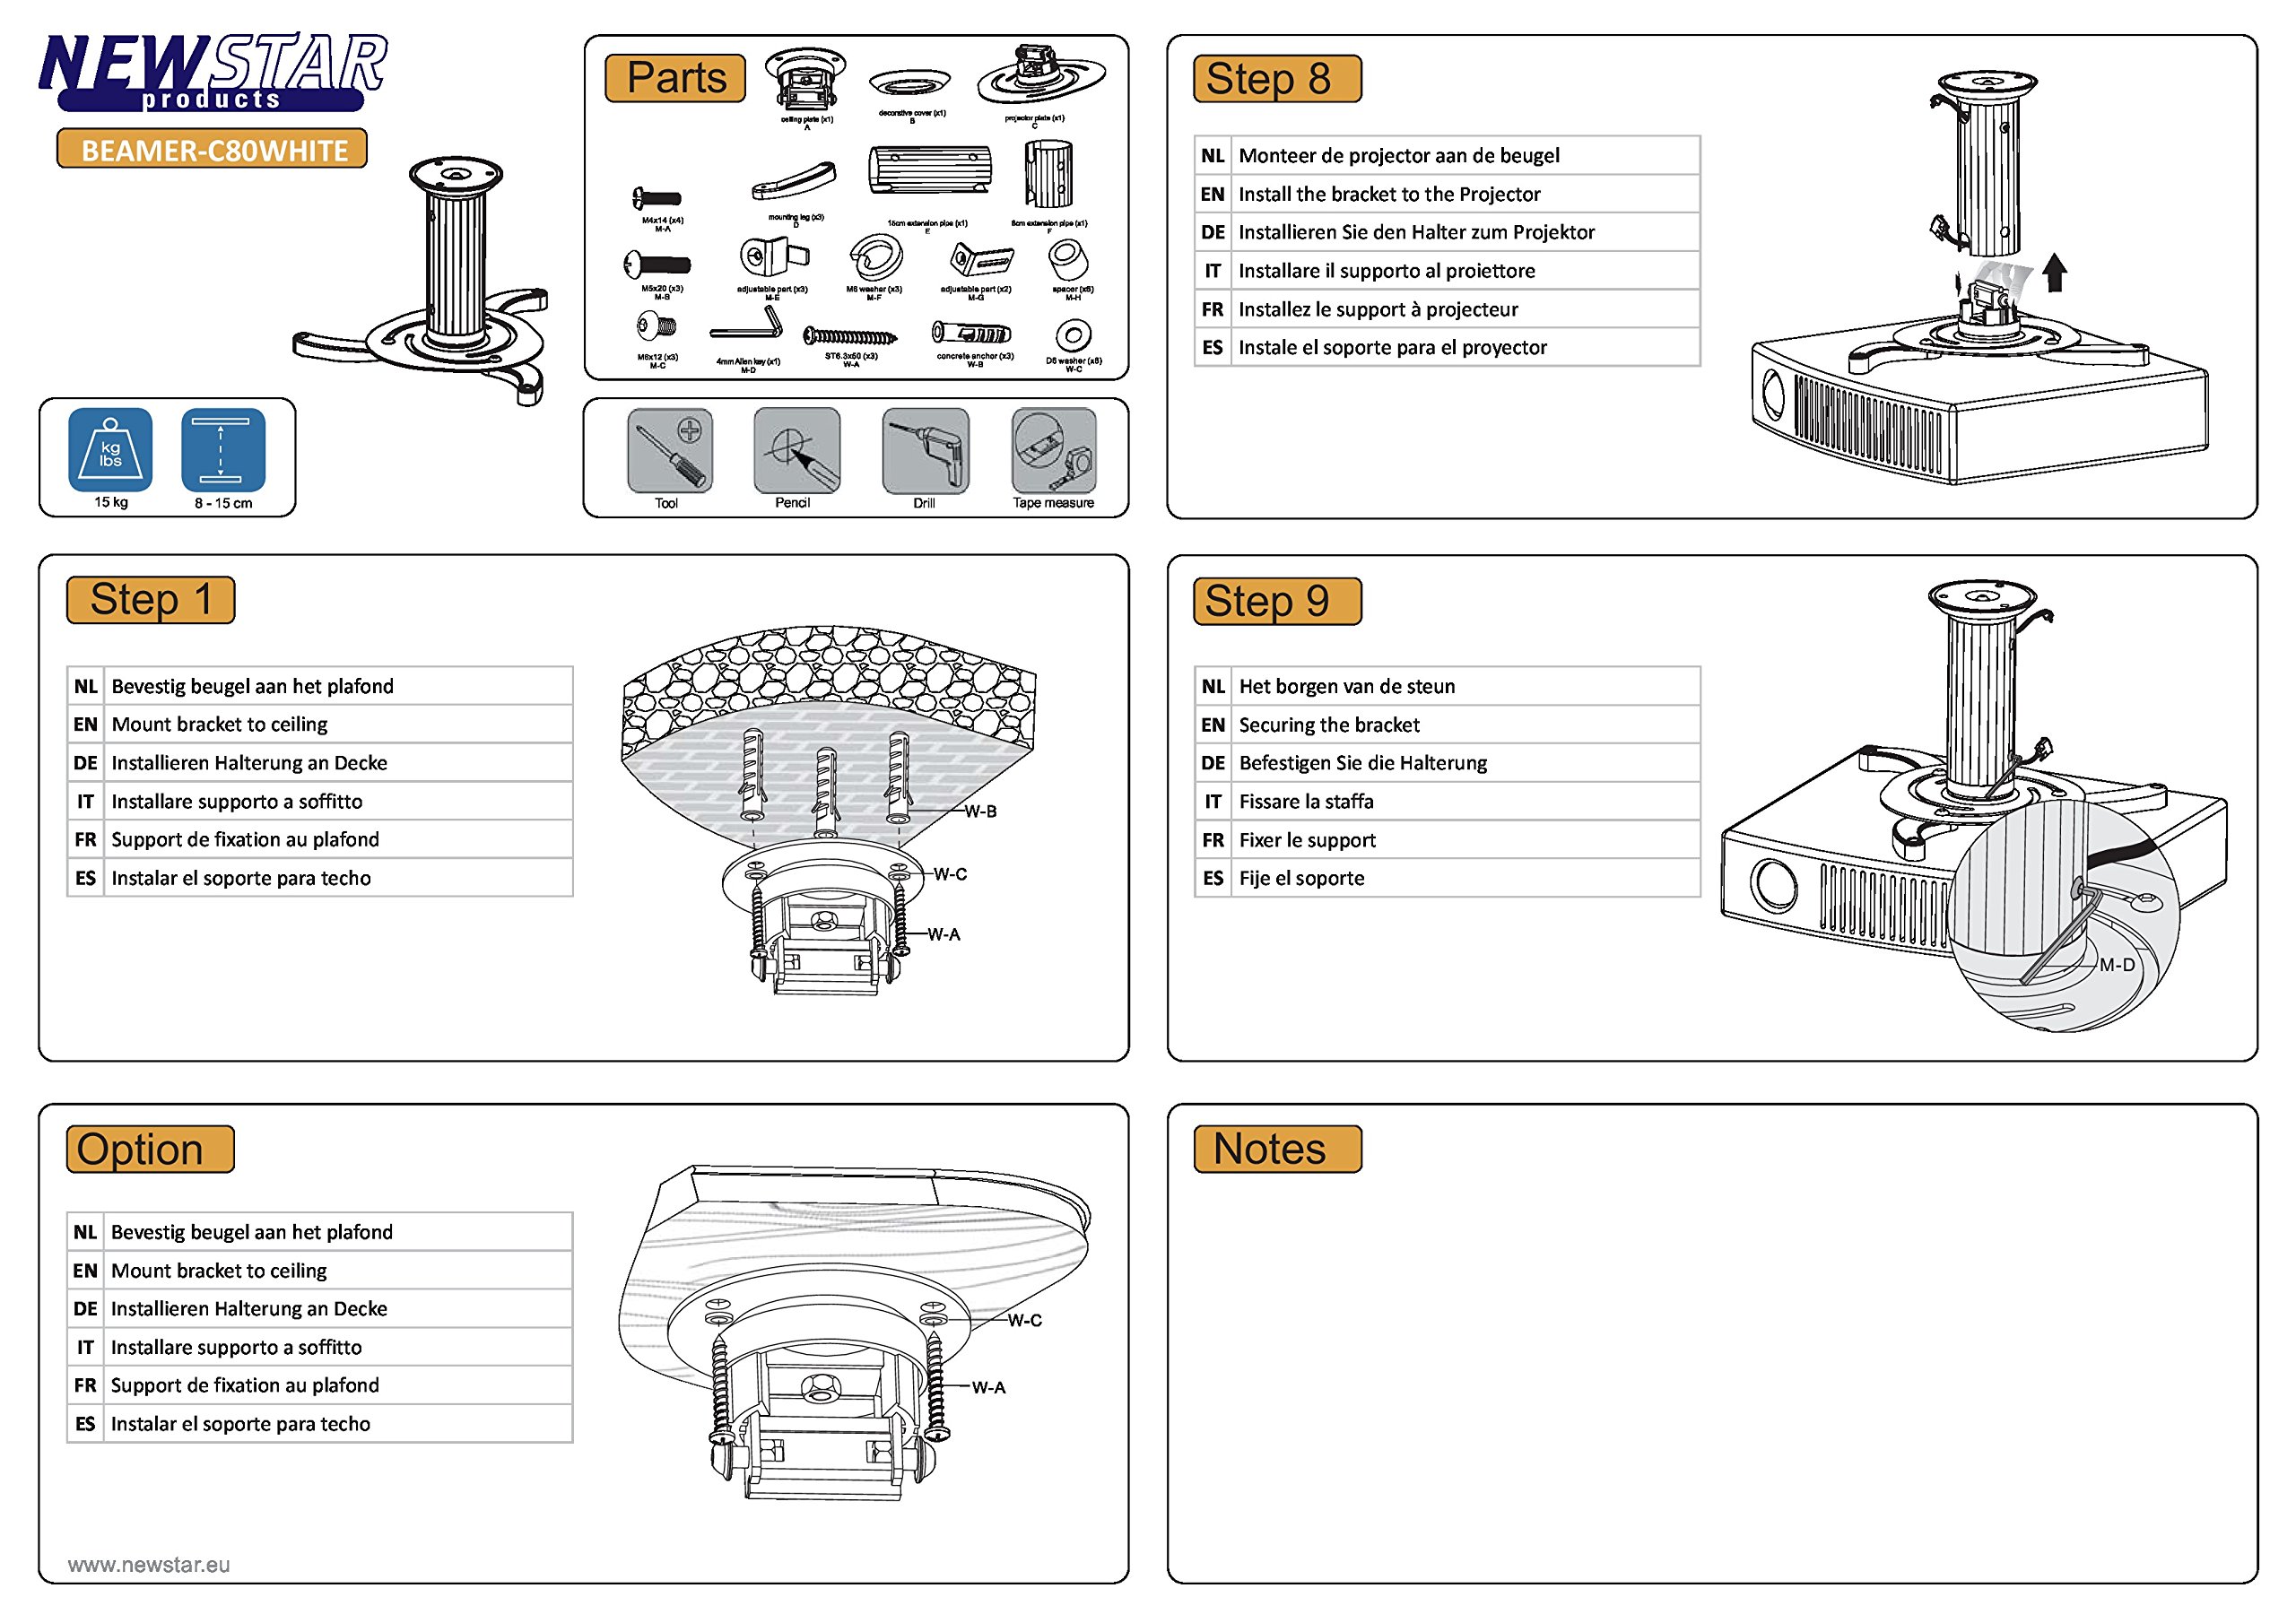 NEWSTAR
products
BEAMER-C80WHITE
15 kg
8 - 15 cm
kg
lbs
Parts
ceiling plate (x1)
A
decorative cover (x1)
B
projector plate (x1)
C
M4x14 (x4)
M-A
mounting leg (x3)
D
15cm extension pipe (x1)
E
8cm extension pipe (x1)
F
M5x20 (x3)
M-B
adjustable part (x3)
M-E
M6 washer (x3)
M-F
adjustable part (x2)
M-G
spacer (x6)
M-H
M6x12 (x3)
M-C
4mm Allen key (x1)
M-D
ST6.3x50 (x3)
W-A
concrete anchor (x3)
W-B
D6 washer (x6)
W-C
Tool
Pencil
Drill
Tape measure
Step 1
NL Bevestig beugel aan het plafond
EN Mount bracket to ceiling
DE Installieren Halterung an Decke
IT Installare supporto a soffitto
FR Support de fixation au plafond
ES Instalar el soporte para techo
W-B
W-C
W-A
Option
NL Bevestig beugel aan het plafond
EN Mount bracket to ceiling
DE Installieren Halterung an Decke
IT Installare supporto a soffitto
FR Support de fixation au plafond
ES Instalar el soporte para techo
W-C
W-A
www.newstar.eu
Step 8
NL Monteer de projector aan de beugel
EN Install the bracket to the Projector
DE Installieren Sie den Halter zum Projektor
IT Installare il supporto al proiettore
FR Installez le support à projecteur
ES Instale el soporte para el proyector
Step 9
NL Het borgen van de steun
EN Securing the bracket
DE Befestigen Sie die Halterung
IT Fissare la staffa
FR Fixer le support
ES Fije el soporte
M-D
Notes